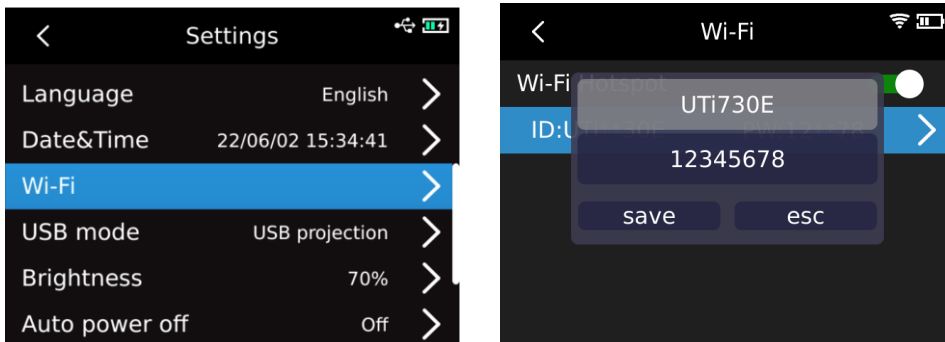 Settings
Language English
Date&Time 22/06/02 15:34:41
Wi-Fi
USB mode USB projection
Brightness 70%
Auto power off Off
Wi-Fi
Wi-Fi Hotspot
UTi730E
12345678
save esc